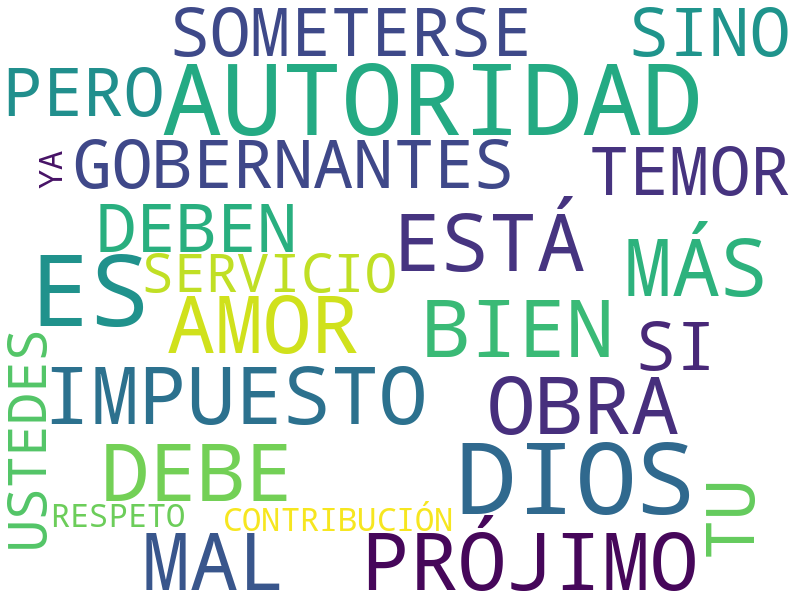 SOMETERSE SINO
PERO AUTORIDAD
YA GOBERNANTES TEMOR
DEBEN ESTÁ MÁS
ES SERVICIO
AMOR BIEN SI
USTEDES IMPUESTO OBRA
DEBE DIOS TU
RESPETO CONTRIBUCIÓN
MAL PRÓJIMO